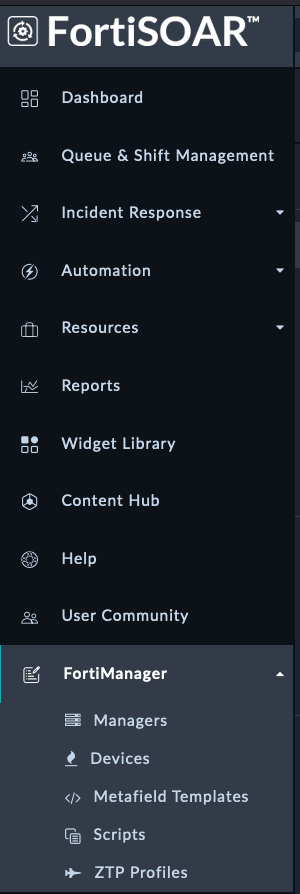 FortiSOAR™
Dashboard
Queue & Shift Management
Incident Response
Automation
Resources
Reports
Widget Library
Content Hub
Help
User Community
FortiManager
Managers
Devices
Metafield Templates
Scripts
ZTP Profiles